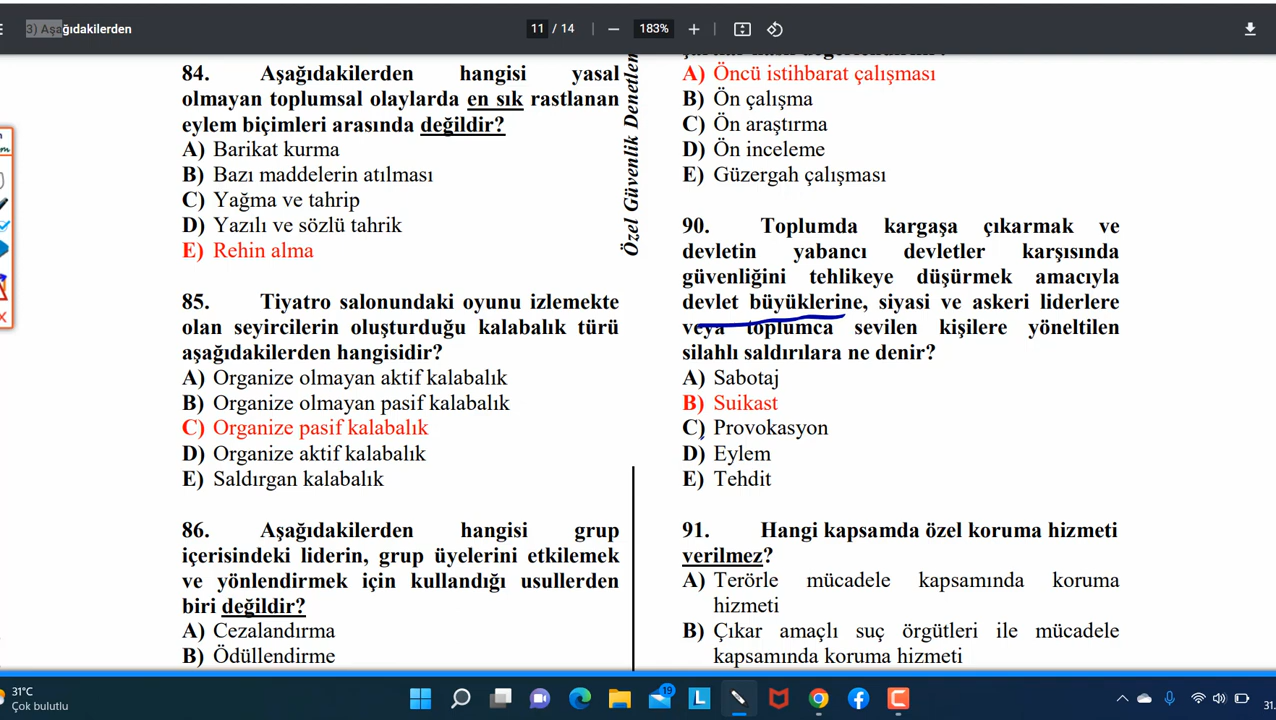 3) Aşağıdakilerden
11 / 14
183%
84. Aşağıdakilerden hangisi yasal
olmayan toplumsal olaylarda en sık rastlanan
eylem biçimleri arasında değildir?
A) Barikat kurma
B) Bazı maddelerin atılması
C) Yağma ve tahrip
D) Yazılı ve sözlü tahrik
E) Rehin alma
85. Tiyatro salonundaki oyunu izlemekte
olan seyircilerin oluşturduğu kalabalık türü
aşağıdakilerden hangisidir?
A) Organize olmayan aktif kalabalık
B) Organize olmayan pasif kalabalık
C) Organize pasif kalabalık
D) Organize aktif kalabalık
E) Saldırgan kalabalık
86. Aşağıdakilerden hangisi grup
içerisindeki liderin, grup üyelerini etkilemek
ve yönlendirmek için kullandığı usullerden
biri değildir?
A) Cezalandırma
B) Ödüllendirme
Özel Güvenlik Denetlem
A) Öncü istihbarat çalışması
B) Ön çalışma
C) Ön araştırma
D) Ön inceleme
E) Güzergah çalışması
90. Toplumda kargaşa çıkarmak ve
devletin yabancı devletler karşısında
güvenliğini tehlikeye düşürmek amacıyla
devlet büyüklerine, siyasi ve askeri liderlere
veya toplumca sevilen kişilere yöneltilen
silahlı saldırılara ne denir?
A) Sabotaj
B) Suikast
C) Provokasyon
D) Eylem
E) Tehdit
91. Hangi kapsamda özel koruma hizmeti
verilmez?
A) Terörle mücadele kapsamında koruma
hizmeti
B) Çıkar amaçlı suç örgütleri ile mücadele
kapsamında koruma hizmeti
31°C
Çok bulutlu
19
L
31.